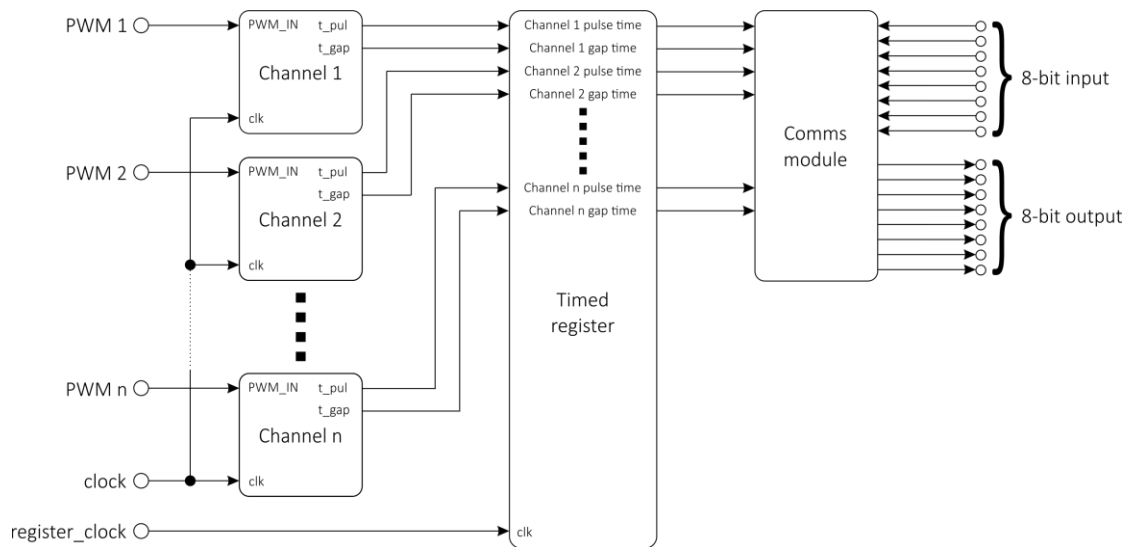 PWM 1
PWM_IN t_pul
t_gap
Channel 1
clk
PWM 2
PWM_IN t_pul
t_gap
Channel 2
clk
PWM n
PWM_IN t_pul
t_gap
Channel n
clk
clock
register_clock
Channel 1 pulse time
Channel 1 gap time
Channel 2 pulse time
Channel 2 gap time
Channel n pulse time
Channel n gap time
Timed
register
clk
Comms
module
8-bit input
8-bit output